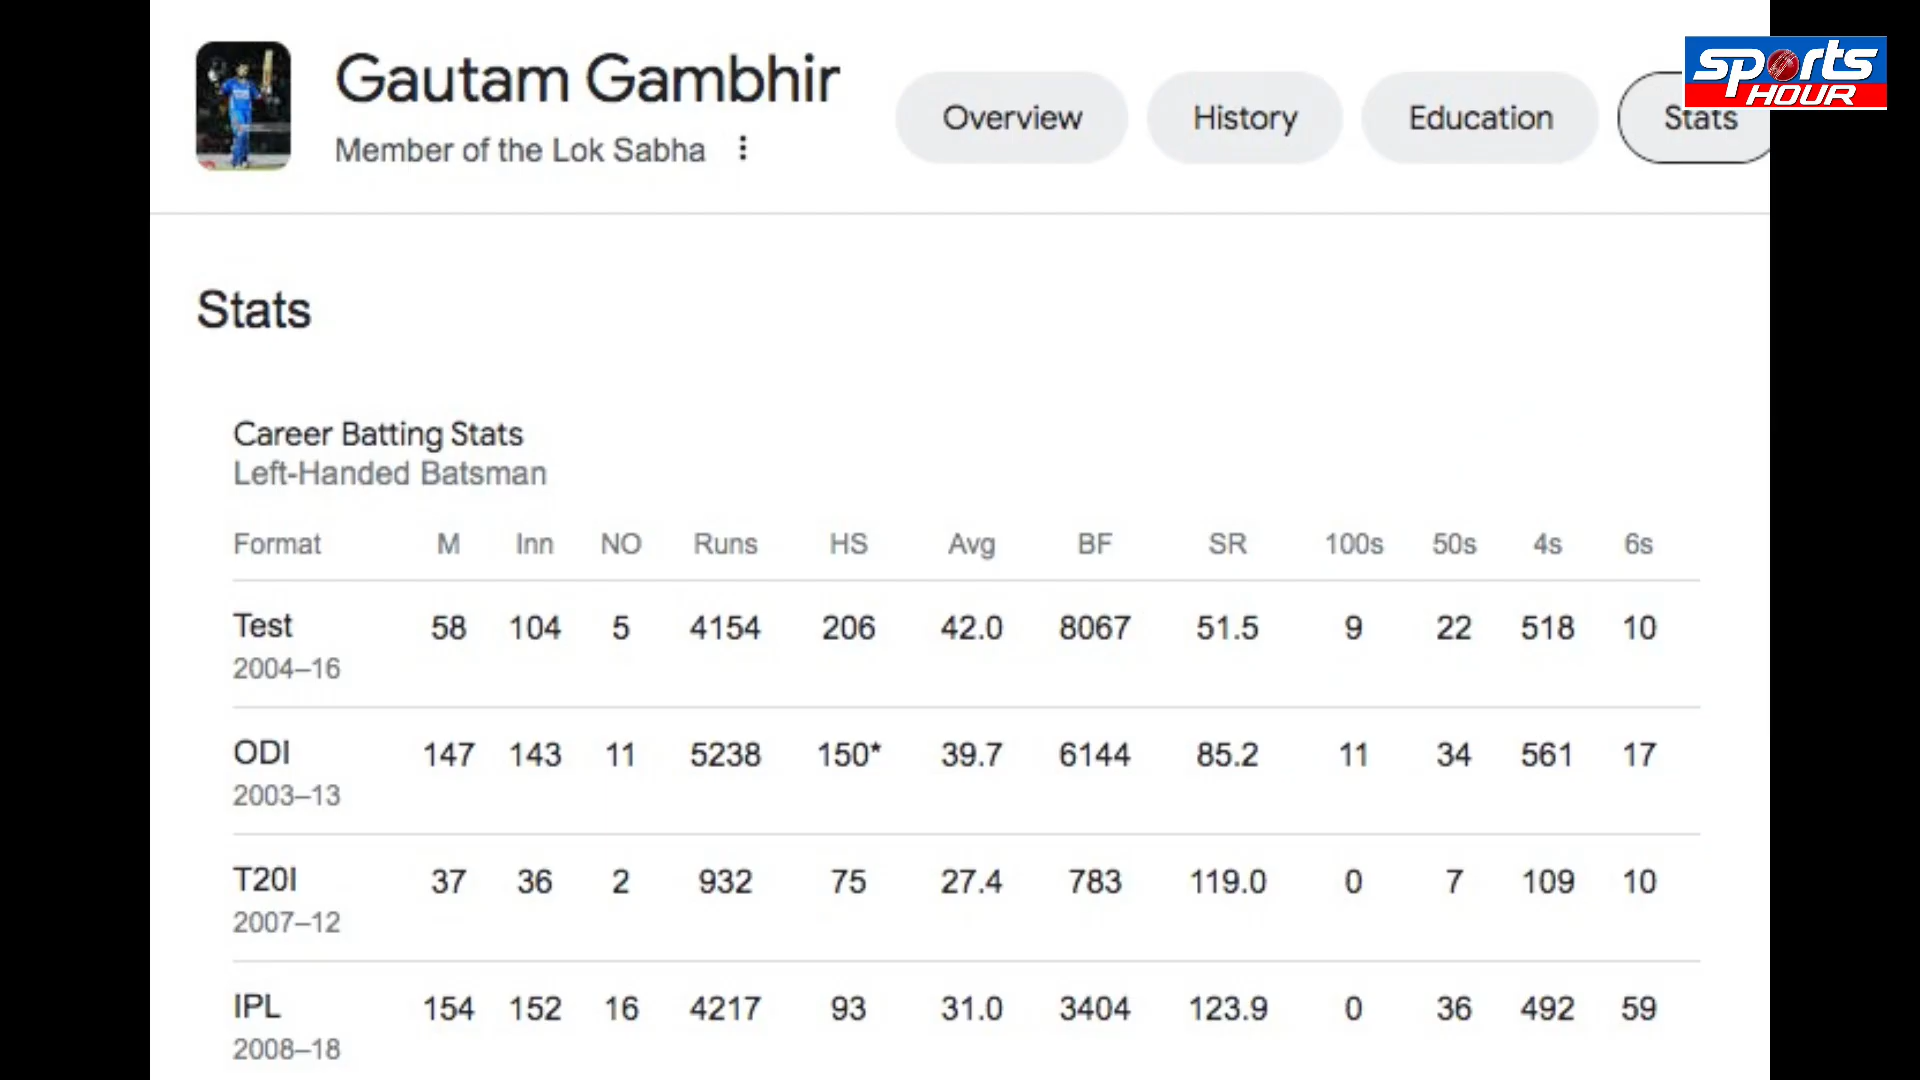 Gautam Gambhir
Member of the Lok Sabha
Overview History Education Stats
sports
HOUR
Stats
Career Batting Stats
Left-Handed Batsman
Format M Inn NO Runs HS Avg BF SR 100s 50s 4s 6s
Test 58 104 5 4154 206 42.0 8067 51.5 9 22 518 10
2004–16
ODI 147 143 11 5238 150* 39.7 6144 85.2 11 34 561 17
2003–13
T20I 37 36 2 932 75 27.4 783 119.0 0 7 109 10
2007–12
IPL 154 152 16 4217 93 31.0 3404 123.9 0 36 492 59
2008–18